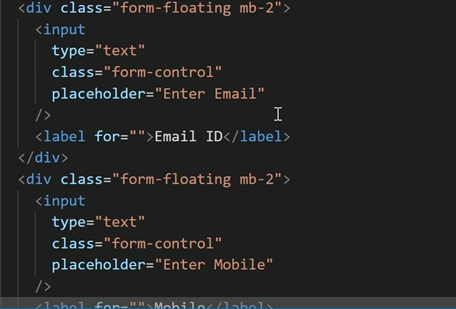 <div class="form-floating mb-2">
<input
type="text"
class="form-control"
placeholder="Enter Email"
/>
<label for="">Email ID</label>
</div>
<div class="form-floating mb-2">
<input
type="text"
class="form-control"
placeholder="Enter Mobile"
/>
<label for="">Mobile</label>